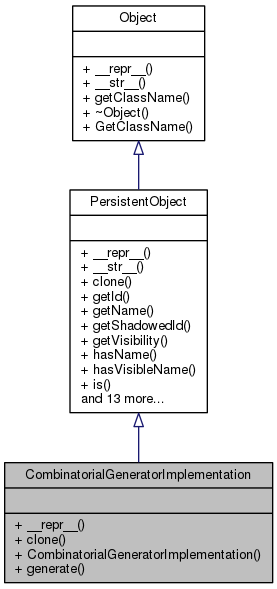 Object
+ __repr__()
+ __str__()
+ getClassName()
+ ~Object()
+ GetClassName()
PersistentObject
+ __repr__()
+ __str__()
+ clone()
+ getId()
+ getName()
+ getShadowedId()
+ getVisibility()
+ hasName()
+ hasVisibleName()
+ is()
and 13 more...
CombinatorialGeneratorImplementation
+ __repr__()
+ clone()
+ CombinatorialGeneratorImplementation()
+ generate()